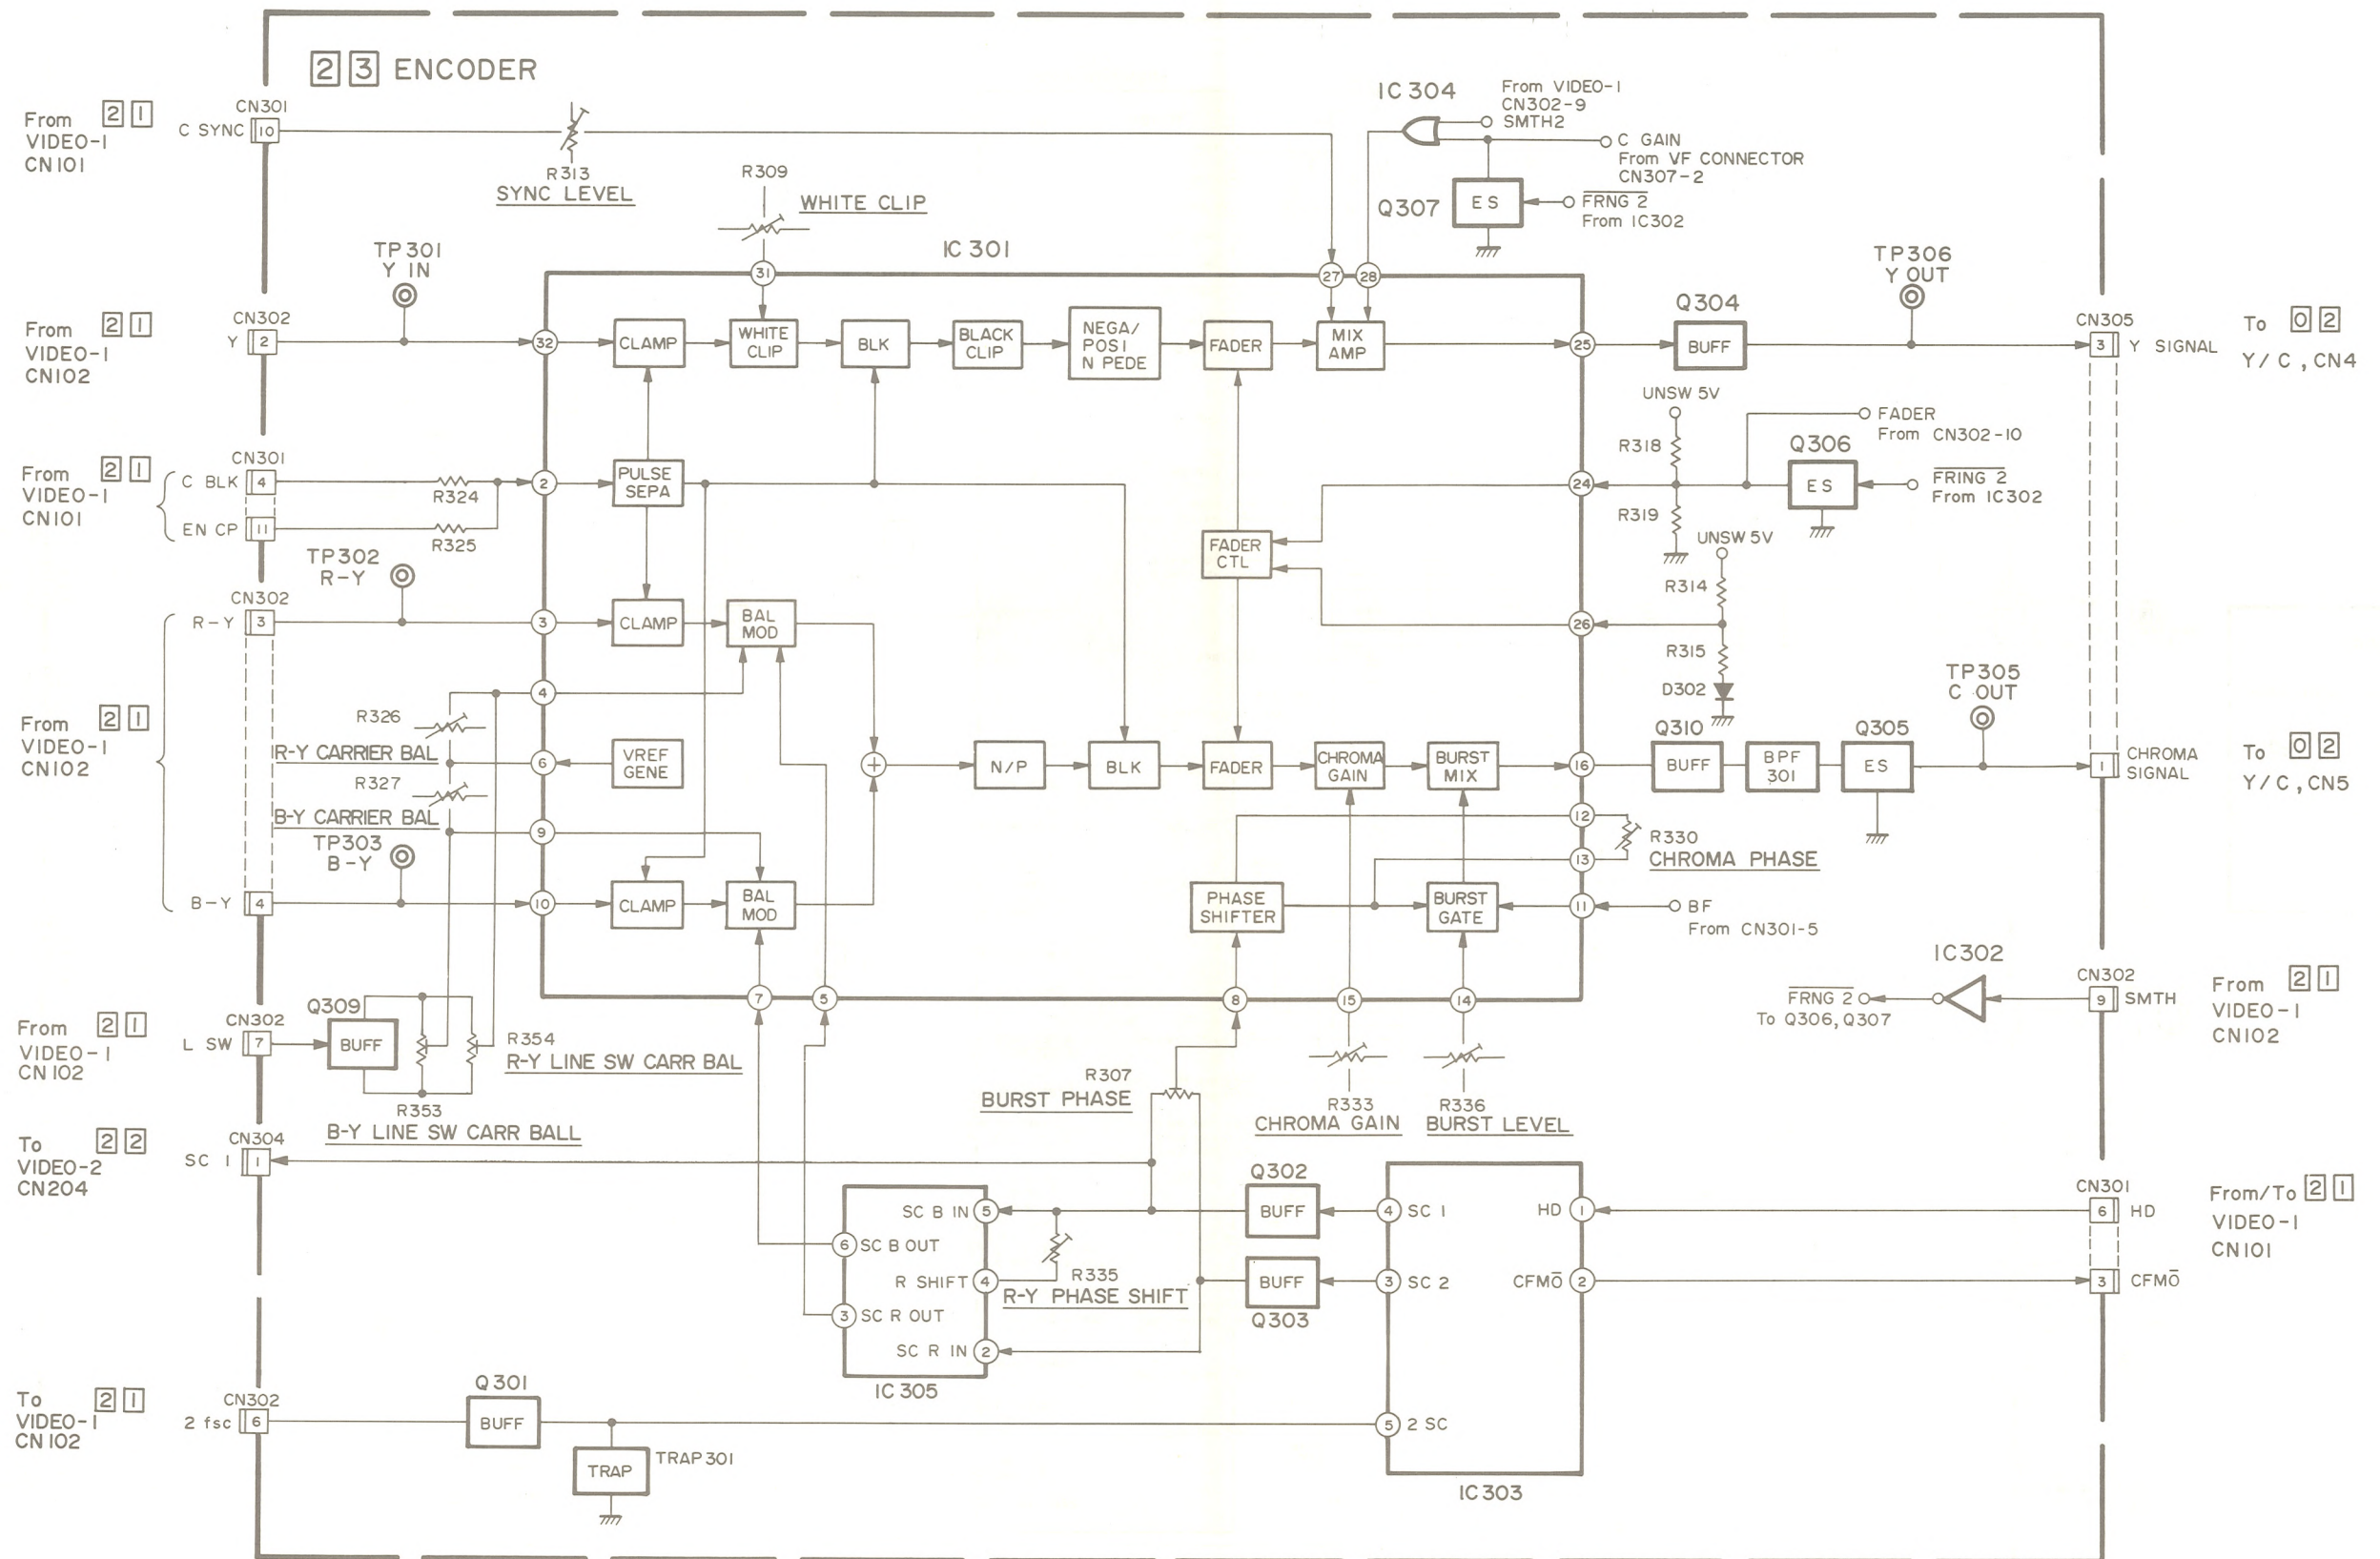 2 3 ENCODER
From 2 1
VIDEO-1
CN101
CN301
C SYNC 10
R313
SYNC LEVEL
R309
WHITE CLIP
IC 304
From VIDEO-1
CN302-9
SMTH2
C GAIN
From VF CONNECTOR
CN307-2
Q307
ES
FRNG 2
From IC302
TP301
Y IN
IC 301
31
27
28
TP306
Y OUT
From 2 1
VIDEO-1
CN102
CN302
Y 2
32
CLAMP
WHITE
CLIP
BLK
BLACK
CLIP
NEGA/
POSI
N PEDE
FADER
MIX
AMP
25
Q304
BUFF
CN305
3 Y SIGNAL
To 0 2
Y/C, CN4
UNSW 5V
R318
R319
FADER
From CN302-10
Q306
ES
FRING 2
From IC302
From 2 1
VIDEO-1
CN101
CN301
C BLK 4
R324
EN CP 11
R325
2
PULSE
SEPA
24
FADER
CTL
UNSW 5V
R314
R315
D302
TP302
R-Y
CN302
R-Y 3
3
CLAMP
BAL
MOD
26
4
From 2 1
VIDEO-1
CN102
R326
R-Y CARRIER BAL
R327
B-Y CARRIER BAL
6
VREF
GENE
+
N/P
BLK
FADER
CHROMA
GAIN
BURST
MIX
16
Q310
BUFF
BPF
301
Q305
ES
TP305
C OUT
1 CHROMA
SIGNAL
To 0 2
Y/C, CN5
9
12
R330
13
CHROMA PHASE
TP303
B-Y
B-Y 4
10
CLAMP
BAL
MOD
PHASE
SHIFTER
BURST
GATE
11
BF
From CN301-5
7
5
8
15
14
IC302
FRNG 2
To Q306, Q307
CN302
9 SMTH
From 2 1
VIDEO-1
CN102
From 2 1
VIDEO-1
CN102
CN302
L SW 7
Q309
BUFF
R354
R-Y LINE SW CARR BAL
R353
B-Y LINE SW CARR BALL
R307
BURST PHASE
R333
CHROMA GAIN
R336
BURST LEVEL
To 2 2
VIDEO-2
CN204
CN304
SC 1 1
IC 305
SC B IN 5
6 SC B OUT
R SHIFT 4
3 SC R OUT
SC R IN 2
R335
R-Y PHASE SHIFT
Q302
BUFF
BUFF
Q303
4 SC 1
3 SC 2
5 2 SC
HD 1
CFMŌ 2
IC303
CN301
6 HD
3 CFMŌ
From/To 2 1
VIDEO-1
CN101
To 2 1
VIDEO-1
CN102
CN302
2 fsc 6
Q301
BUFF
TRAP
TRAP301